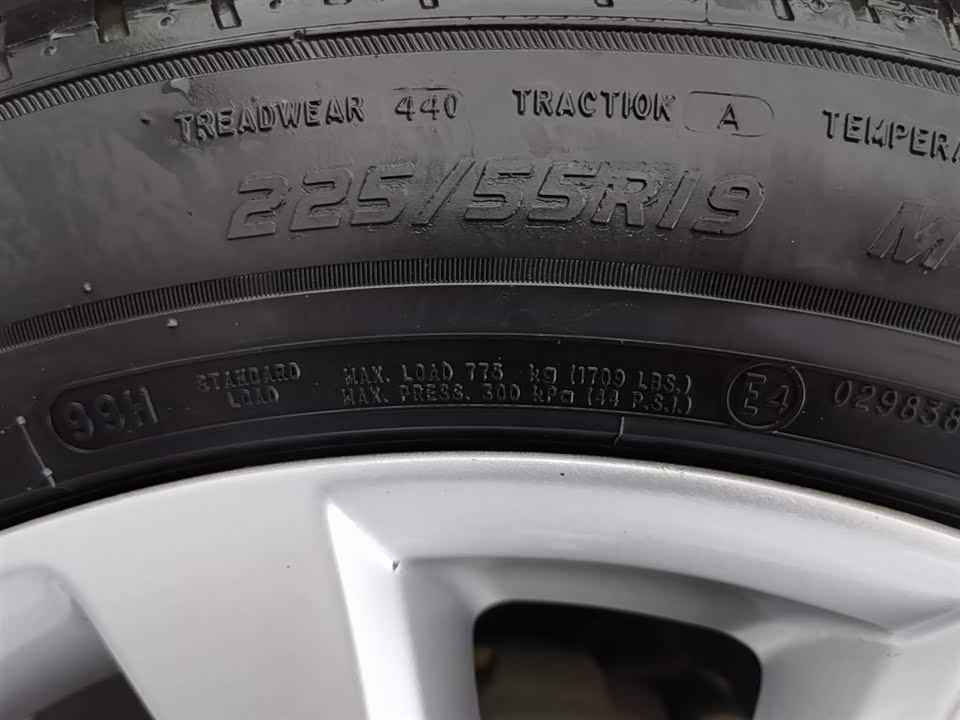 TREADWEAR 440 TRACTION A TEMPERA
225/55R19 M
99H STANDARD LOAD MAX. LOAD 775 kg (1709 LBS.) E4 029838
MAX. PRESS. 300 KPa (44 P.S.I.)